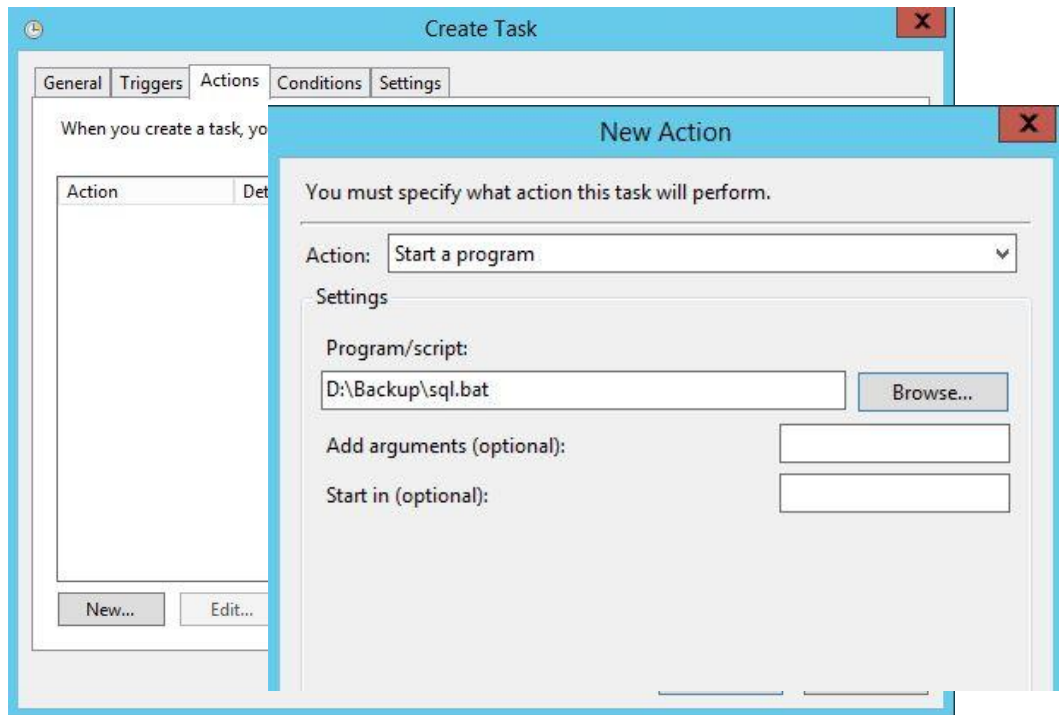 Create Task
General Triggers Actions Conditions Settings
When you create a task, yo
Action Det
New... Edit...
New Action
You must specify what action this task will perform.
Action: Start a program
Settings
Program/script:
D:\Backup\sql.bat Browse...
Add arguments (optional):
Start in (optional):